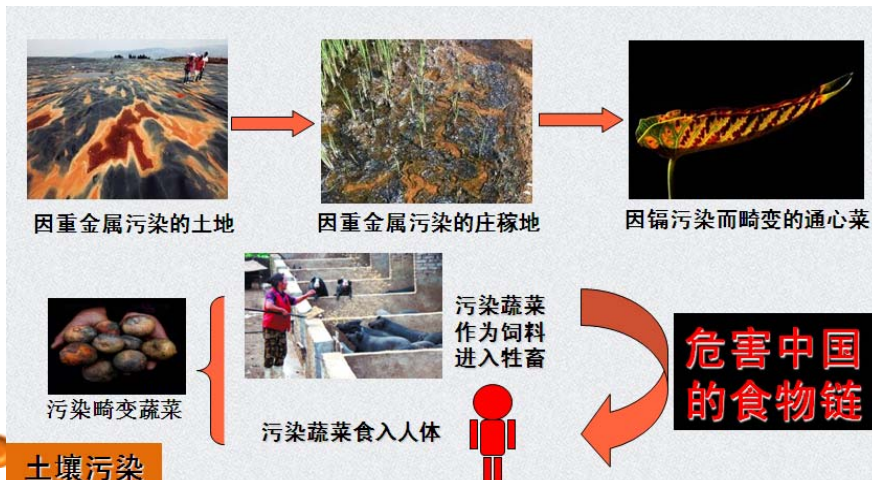 因重金属污染的土地
因重金属污染的庄稼地
因镉污染而畸变的通心菜
污染蔬菜
作为饲料
进入牲畜
危害中国
的食物链
污染畸变蔬菜
污染蔬菜食入人体
土壤污染